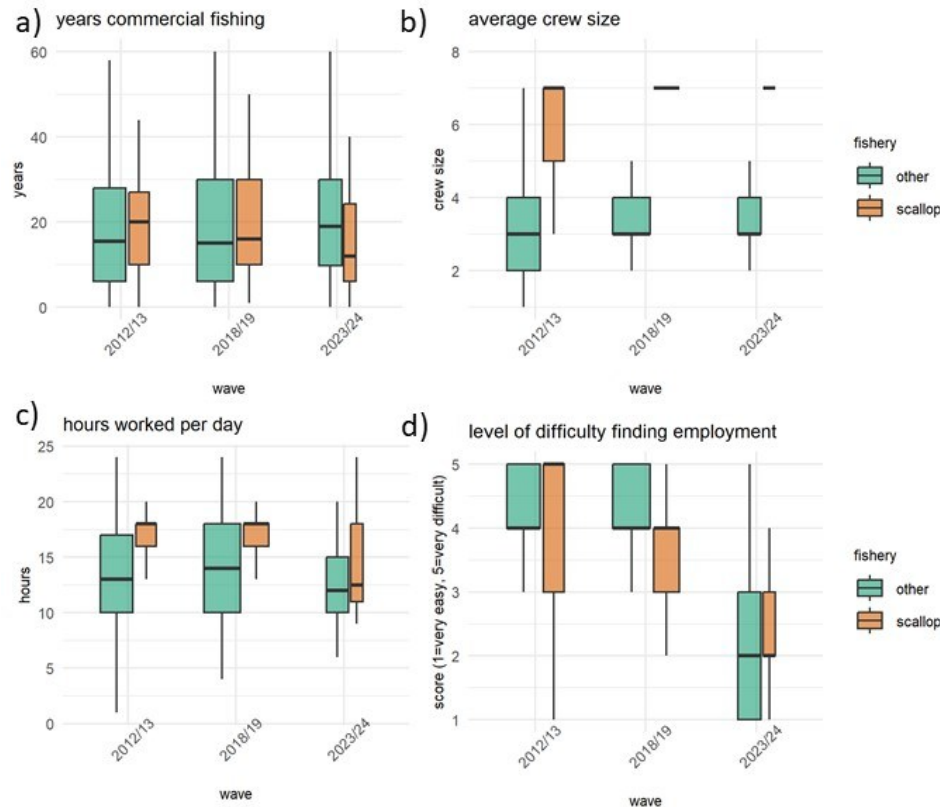 a) years commercial fishing
60
40
20
0
years
2012/13
2018/19
2023/24
wave
b) average crew size
8
6
4
2
crew size
2012/13
2018/19
2023/24
wave
fishery
other
scallop
c) hours worked per day
25
20
15
10
5
0
hours
2012/13
2018/19
2023/24
wave
d) level of difficulty finding employment
5
4
3
2
1
score (1=very easy, 5=very difficult)
2012/13
2018/19
2023/24
wave
fishery
other
scallop